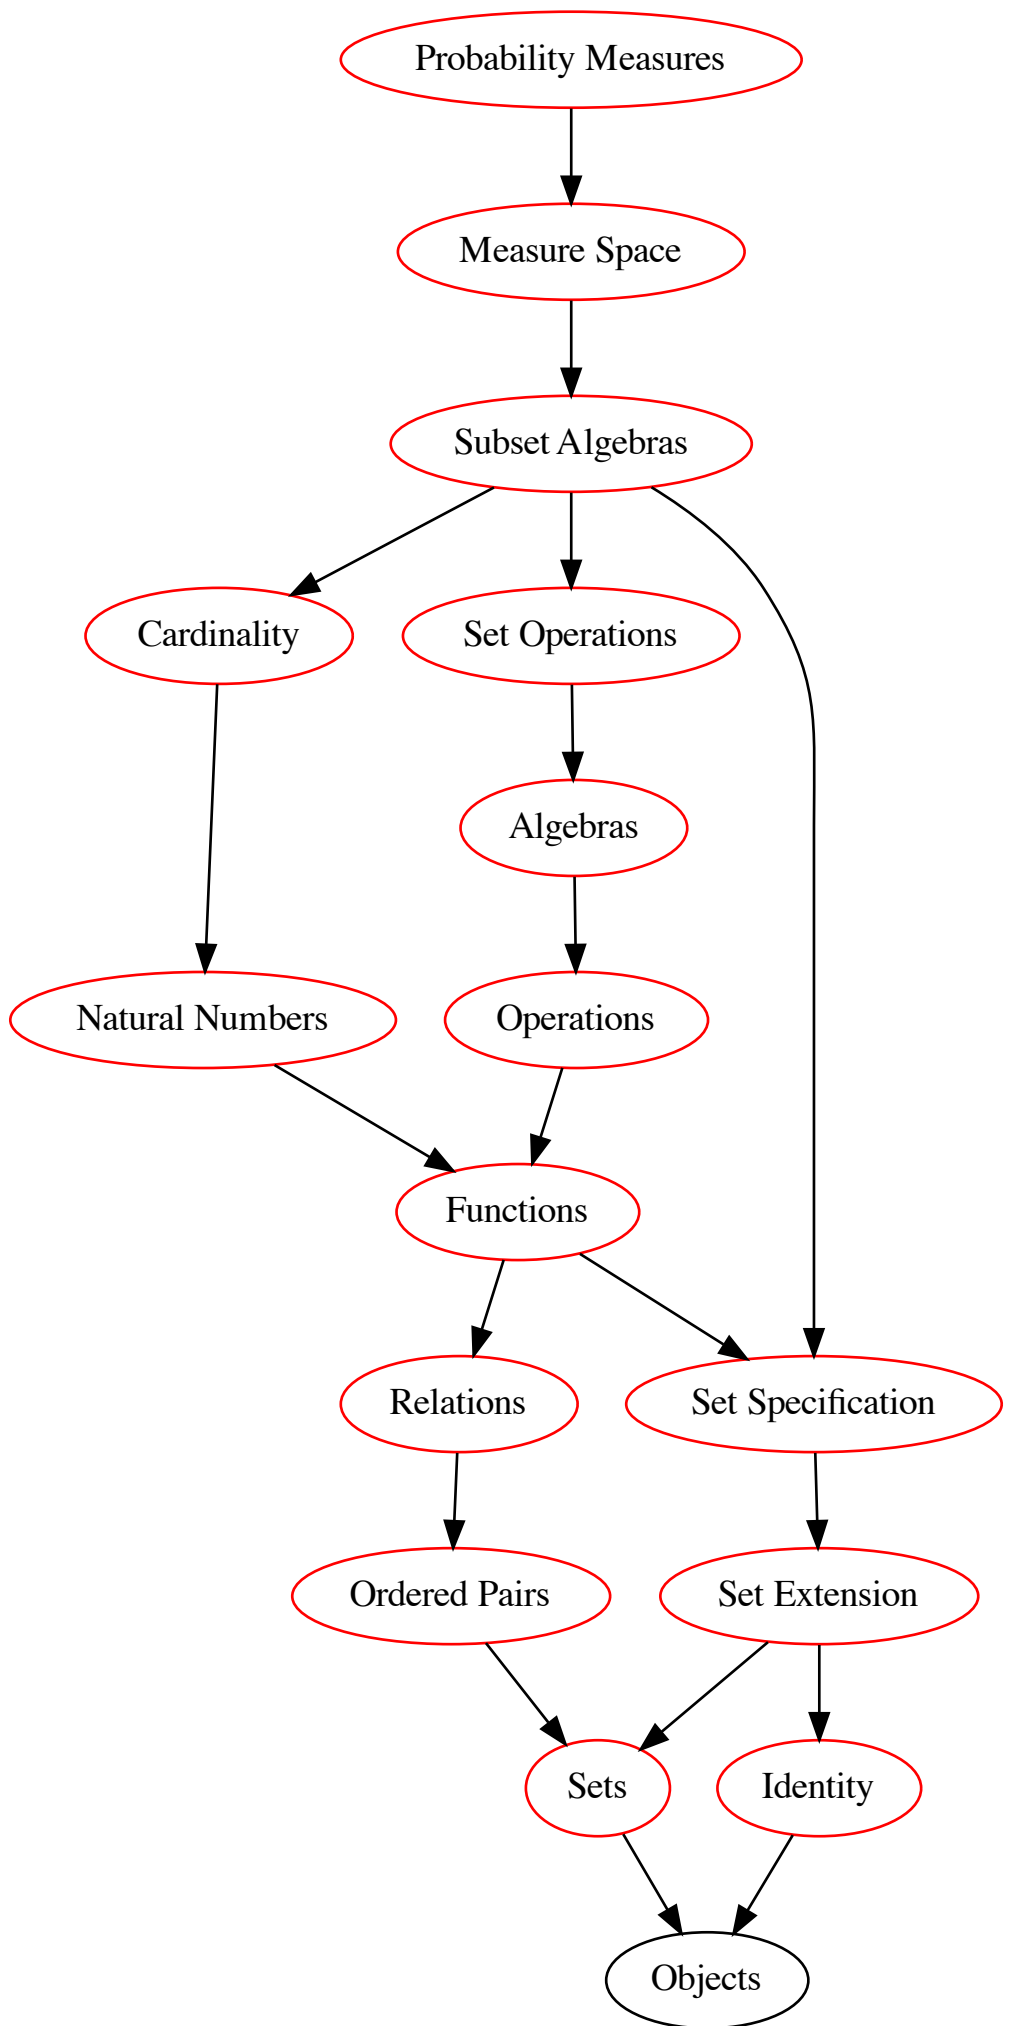 Probability Measures
Measure Space
Subset Algebras
Cardinality
Set Operations
Algebras
Natural Numbers
Operations
Functions
Relations
Set Specification
Ordered Pairs
Set Extension
Sets
Identity
Objects